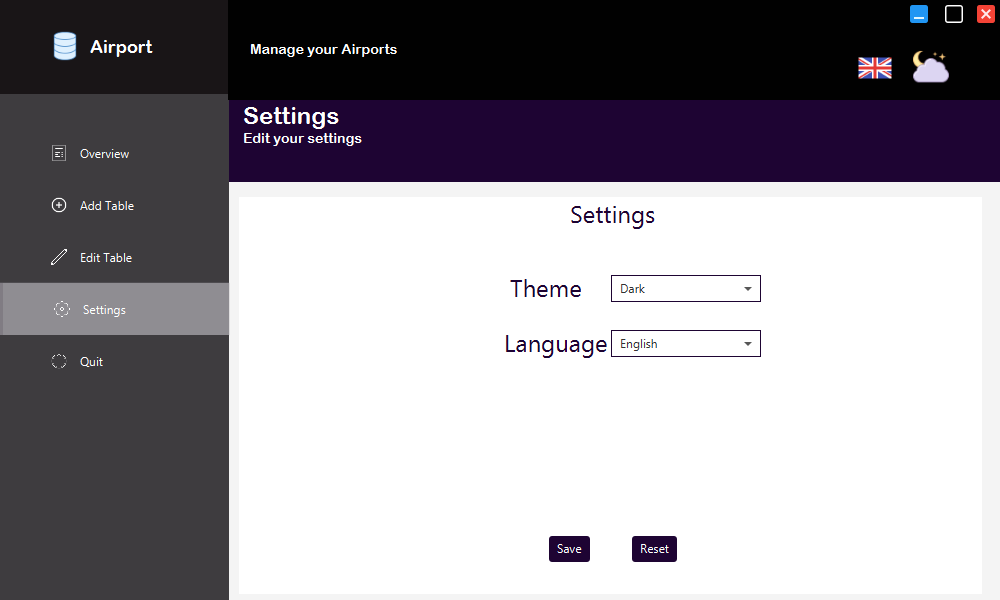 Airport
Manage your Airports
Settings
Edit your settings
Overview
Add Table
Edit Table
Settings
Quit
Settings
Theme Dark
Language English
Save Reset